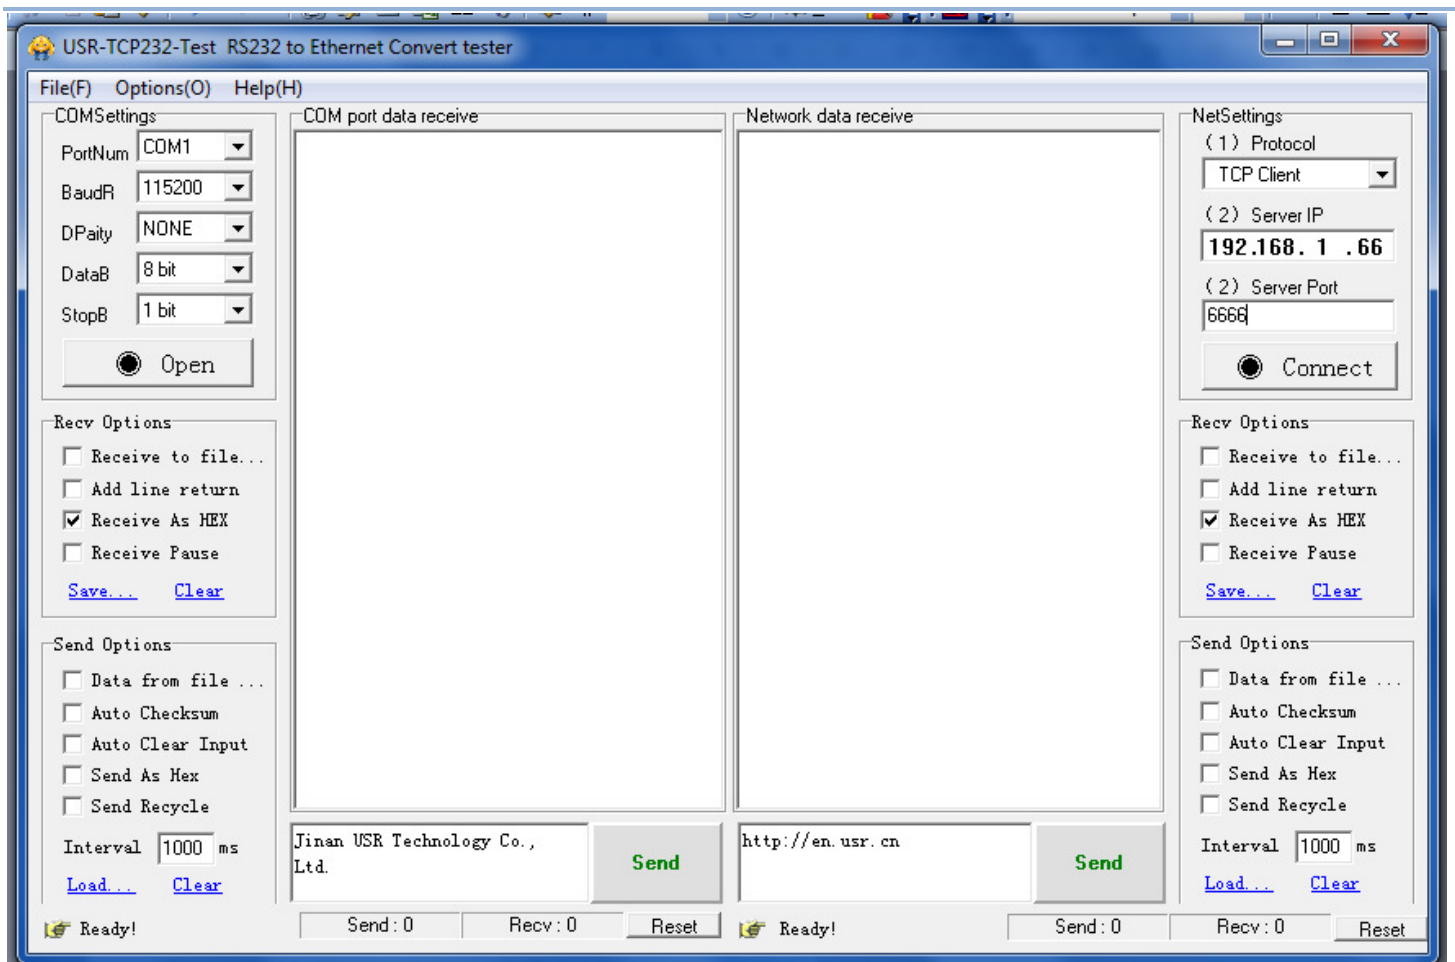 USR-TCP232-Test RS232 to Ethernet Convert tester
File(F) Options(O) Help(H)
COMSettings
PortNum COM1
BaudR 115200
DPaity NONE
DataB 8 bit
StopB 1 bit
Open
Recv Options
Receive to file...
Add line return
Receive As HEX
Receive Pause
Save... Clear
Send Options
Data from file ...
Auto Checksum
Auto Clear Input
Send As Hex
Send Recycle
Interval 1000 ms
Load... Clear
COM port data receive
Jinan USR Technology Co.,
Ltd.
Send
Network data receive
http://en.usr.cn
Send
NetSettings
(1) Protocol
TCP Client
(2) Server IP
192.168. 1 .66
(2) Server Port
6666
Connect
Recv Options
Receive to file...
Add line return
Receive As HEX
Receive Pause
Save... Clear
Send Options
Data from file ...
Auto Checksum
Auto Clear Input
Send As Hex
Send Recycle
Interval 1000 ms
Load... Clear
Ready! Send : 0 Recv : 0 Reset
Ready! Send : 0 Recv : 0 Reset